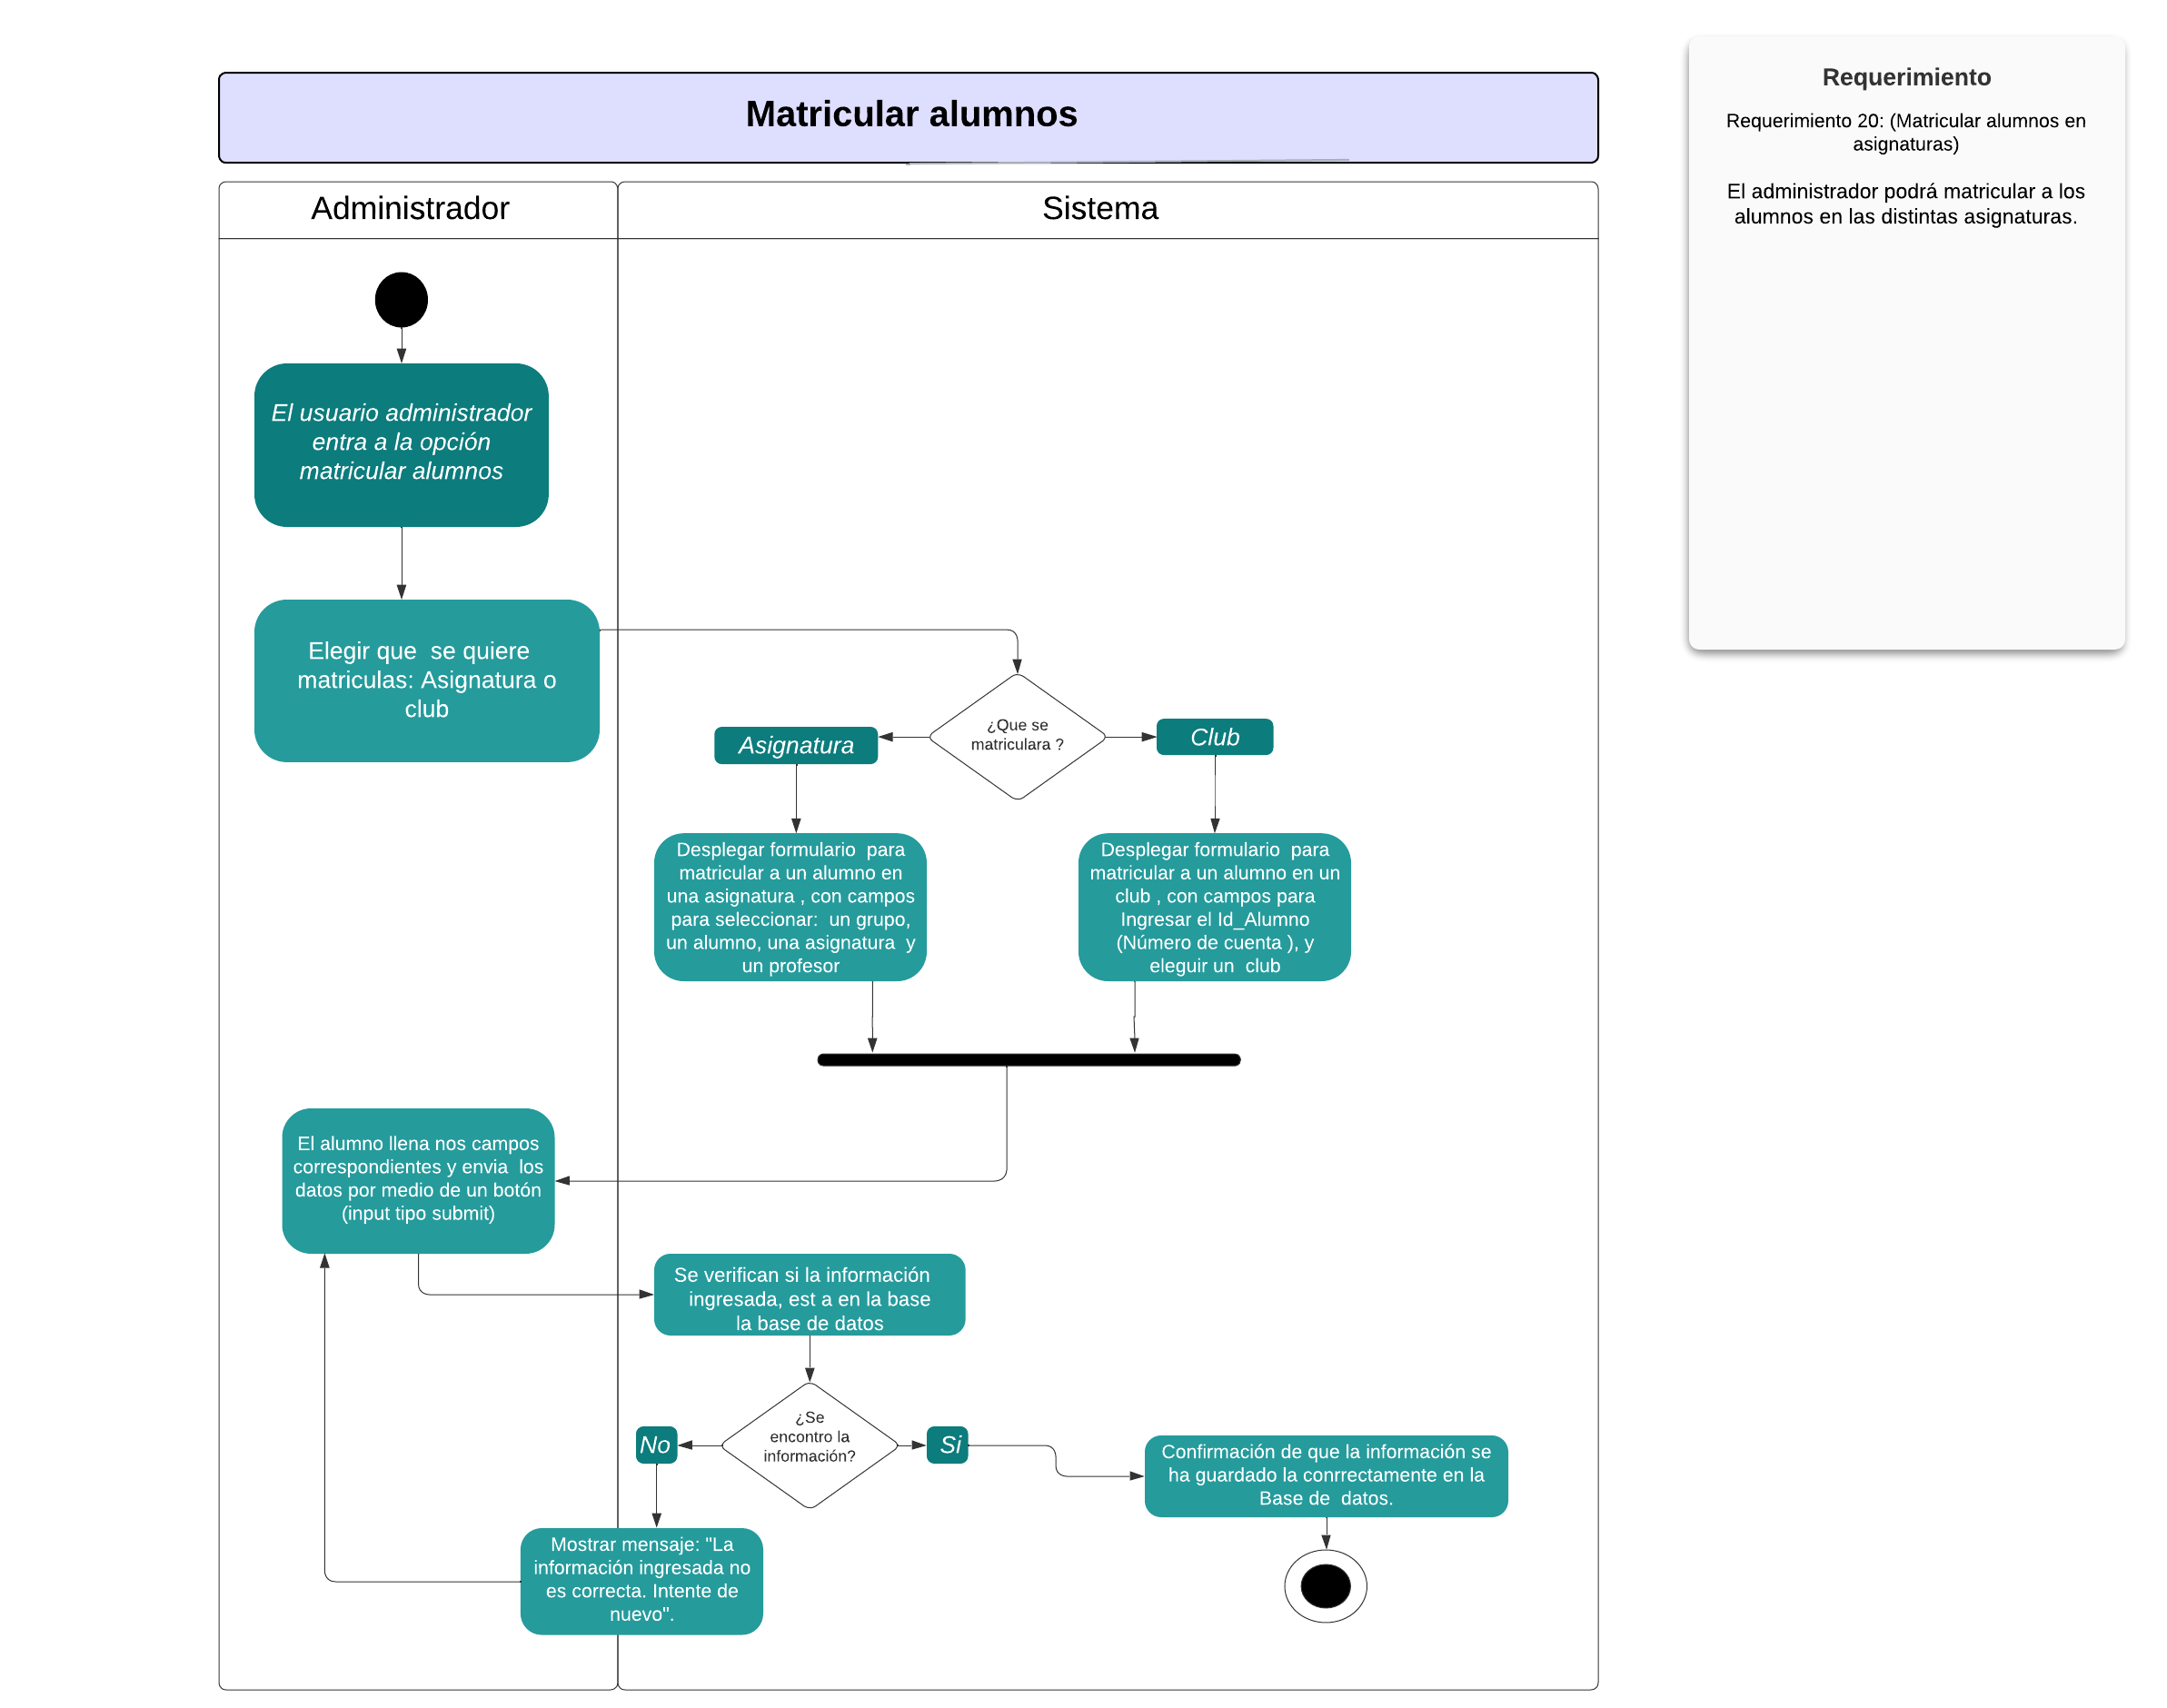 Matricular alumnos
Administrador
Sistema
El usuario administrador
entra a la opción
matricular alumnos
Elegir que se quiere
matriculas: Asignatura o
club
¿Que se
matriculara ?
Asignatura
Club
Desplegar formulario para
matricular a un alumno en
una asignatura , con campos
para seleccionar: un grupo,
un alumno, una asignatura y
un profesor
Desplegar formulario para
matricular a un alumno en un
club , con campos para
Ingresar el Id_Alumno
(Número de cuenta ), y
eleguir un club
El alumno llena nos campos
correspondientes y envia los
datos por medio de un botón
(input tipo submit)
Se verifican si la información
ingresada, est a en la base
la base de datos
¿Se
encontro la
información?
No
Si
Confirmación de que la información se
ha guardado la conrrectamente en la
Base de datos.
Mostrar mensaje: "La
información ingresada no
es correcta. Intente de
nuevo".
Requerimiento
Requerimiento 20: (Matricular alumnos en
asignaturas)
El administrador podrá matricular a los
alumnos en las distintas asignaturas.